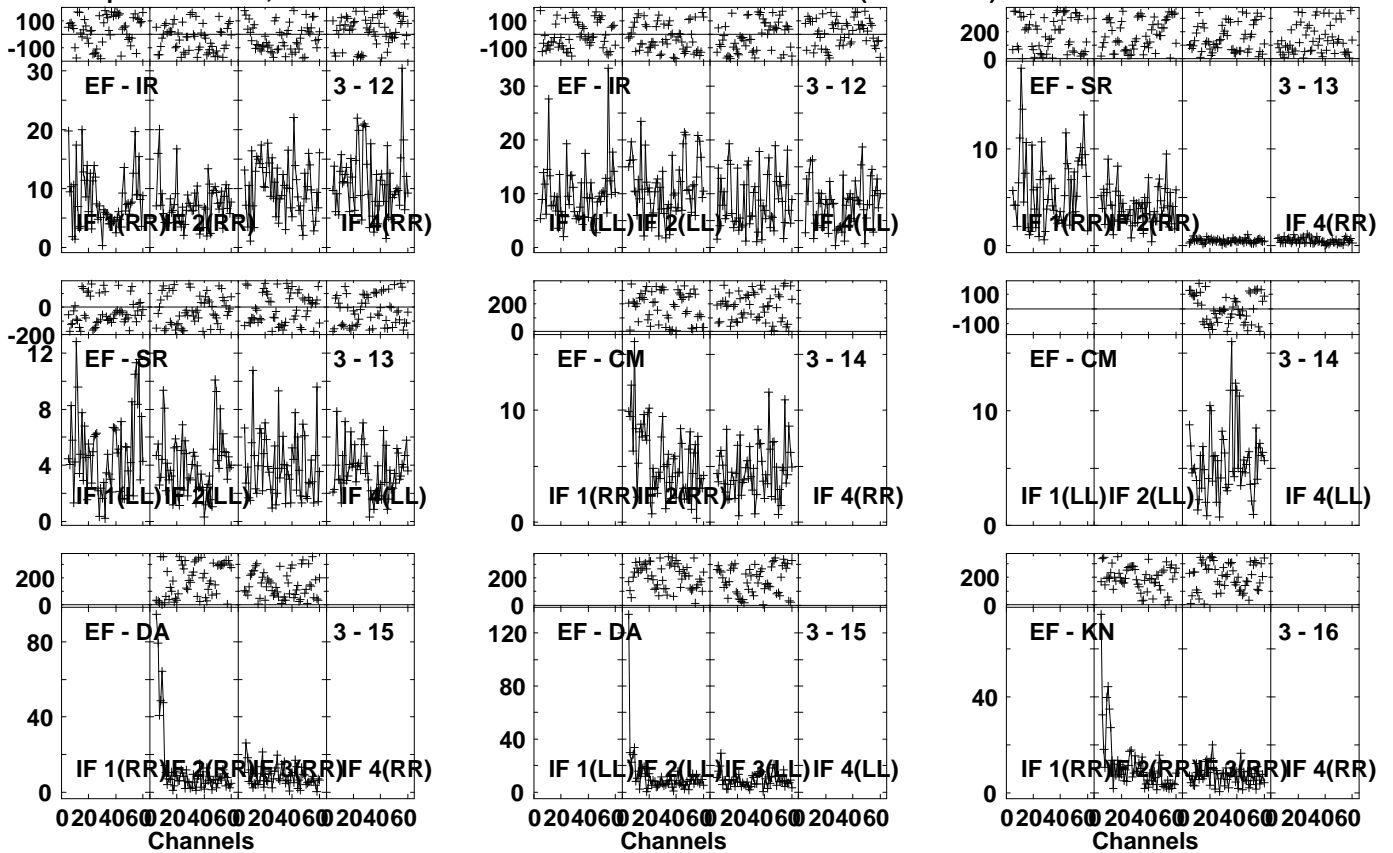 100
-100
30
20
10
0
EF - IR
3 - 12
IF 1(RR)
IF 2(RR)
IF 4(RR)
100
-100
30
20
10
0
EF - IR
3 - 12
IF 1(LL)
IF 2(LL)
IF 4(LL)
200
0
10
0
EF - SR
3 - 13
IF 1(RR)
IF 2(RR)
IF 4(RR)
0
-200
12
8
4
0
EF - SR
3 - 13
IF 1(LL)
IF 2(LL)
IF 4(LL)
200
0
10
0
EF - CM
3 - 14
IF 1(RR)
IF 2(RR)
IF 4(RR)
100
-100
10
0
EF - CM
3 - 14
IF 1(LL)
IF 2(LL)
IF 4(LL)
200
0
80
40
0
EF - DA
3 - 15
IF 1(RR)
IF 2(RR)
IF 3(RR)
IF 4(RR)
0 20 40 60 0 20 40 60 0 20 40 60 0 20 40 60
Channels
200
0
120
80
40
0
EF - DA
3 - 15
IF 1(LL)
IF 2(LL)
IF 3(LL)
IF 4(LL)
0 20 40 60 0 20 40 60 0 20 40 60 0 20 40 60
Channels
200
0
40
0
EF - KN
3 - 16
IF 1(RR)
IF 2(RR)
IF 3(RR)
IF 4(RR)
0 20 40 60 0 20 40 60 0 20 40 60 0 20 40 60
Channels